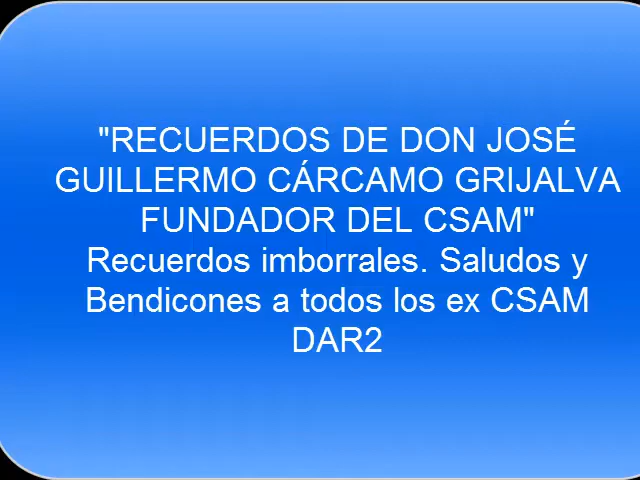 "RECUERDOS DE DON JOSÉ
GUILLERMO CÁRCAMO GRIJALVA
FUNDADOR DEL CSAM"
Recuerdos imborrales. Saludos y
Bendicones a todos los ex CSAM
DAR2